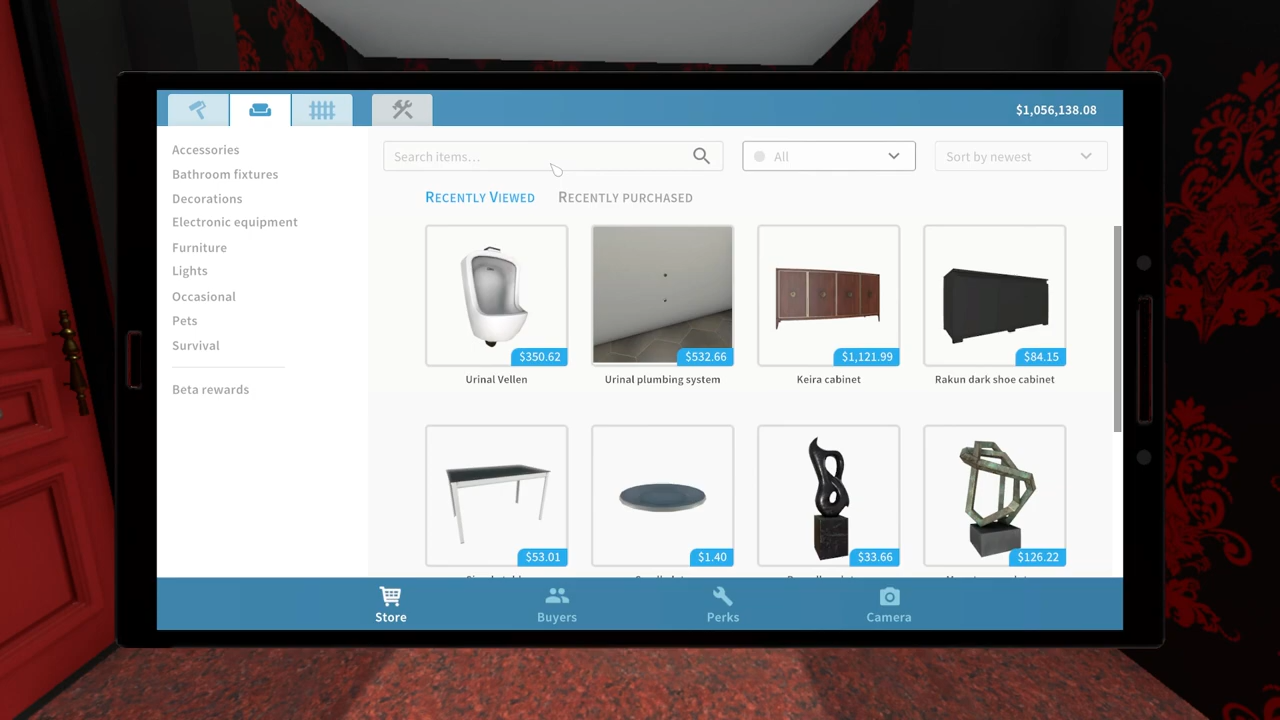 $1,056,138.08
Search items...
All
Sort by newest
Accessories
Bathroom fixtures
Decorations
Electronic equipment
Furniture
Lights
Occasional
Pets
Survival
Beta rewards
RECENTLY VIEWED
RECENTLY PURCHASED
$350.62
$532.66
$1,121.99
$84.15
Urinal Vellen
Urinal plumbing system
Keira cabinet
Rakun dark shoe cabinet
$53.01
$1.40
$33.66
$126.22
Store
Buyers
Perks
Camera